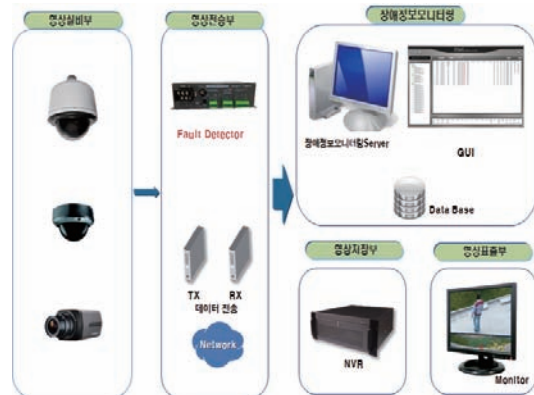 영상설비부
영상전송부
장애정보모니터링
Fault Detector
장애정보모니터링Server
GUI
Data Base
TX
RX
데이터 전송
Network
영상저장부
NVR
영상표출부
Monitor